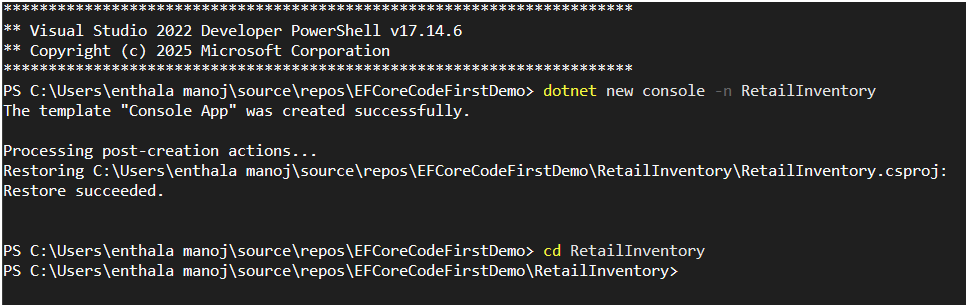 **********************************************************************
** Visual Studio 2022 Developer PowerShell v17.14.6
** Copyright (c) 2025 Microsoft Corporation
**********************************************************************
PS C:\Users\enthala manoj\source\repos\EFCoreCodeFirstDemo> dotnet new console -n RetailInventory
The template "Console App" was created successfully.

Processing post-creation actions...
Restoring C:\Users\enthala manoj\source\repos\EFCoreCodeFirstDemo\RetailInventory\RetailInventory.csproj:
Restore succeeded.

PS C:\Users\enthala manoj\source\repos\EFCoreCodeFirstDemo> cd RetailInventory
PS C:\Users\enthala manoj\source\repos\EFCoreCodeFirstDemo\RetailInventory>